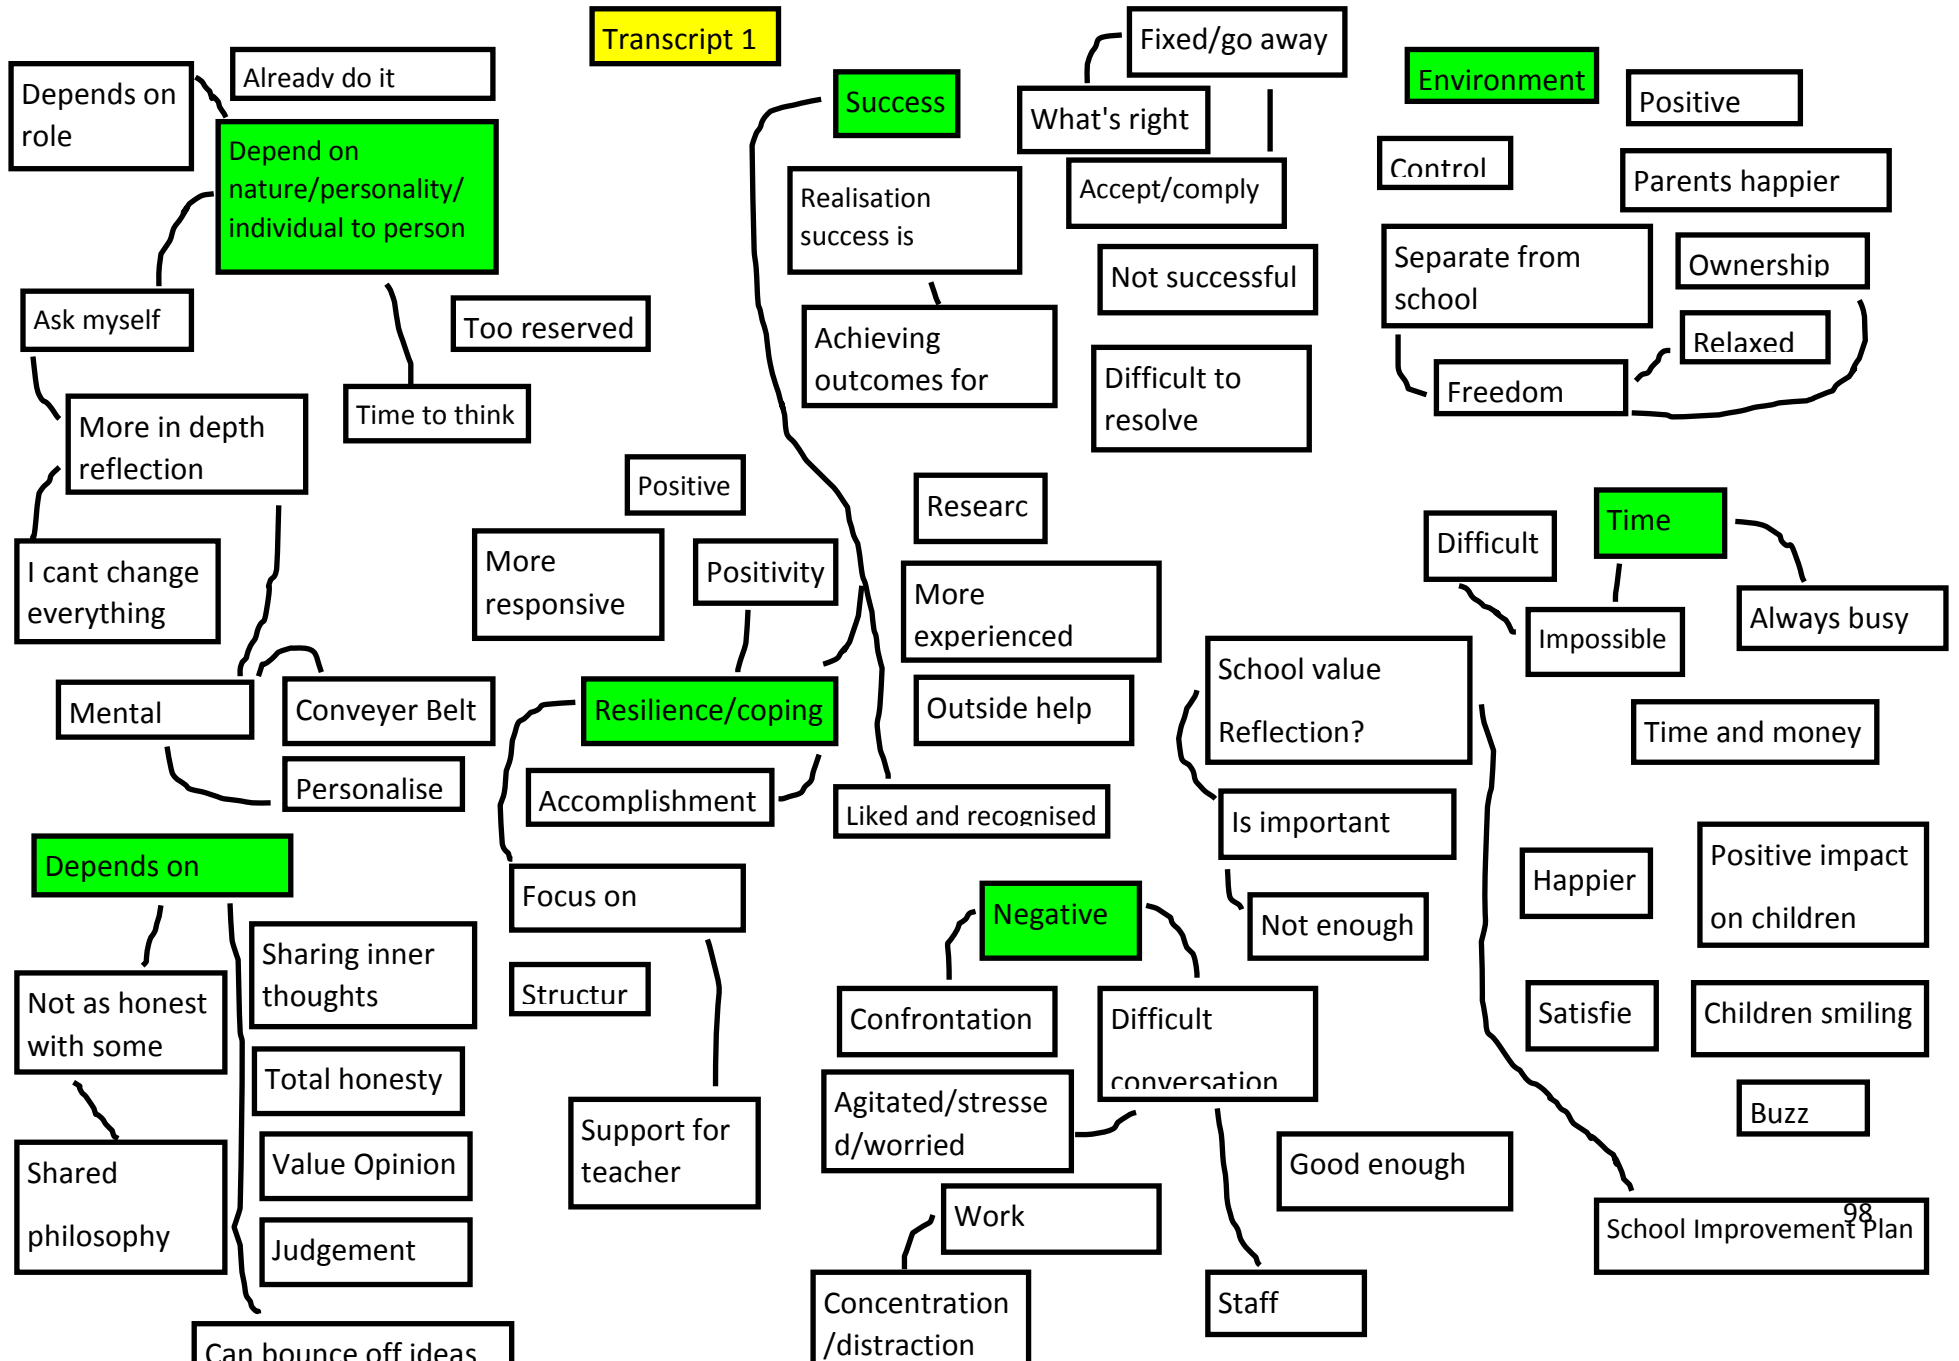 Transcript 1
Fixed/go away
Already do it
Depends on
role
Success
Environment
Positive
What's right
Depend on
nature/personality/
individual to person
Control
Parents happier
Realisation
success is
Accept/comply
Separate from
school
Ownership
Not successful
Ask myself
Too reserved
Achieving
outcomes for
Relaxed
Difficult to
resolve
Freedom
Time to think
More in depth
reflection
Positive
Researc
Time
Difficult
I cant change
everything
More
responsive
Positivity
More
experienced
Always busy
Impossible
School value
Reflection?
Mental
Conveyer Belt
Resilience/coping
Outside help
Time and money
Personalise
Accomplishment
Liked and recognised
Is important
Depends on
Happier
Positive impact
on children
Focus on
Negative
Not enough
Sharing inner
thoughts
Structur
Not as honest
with some
Confrontation
Difficult
conversation
Satisfie
Children smiling
Total honesty
Agitated/stresse
d/worried
Buzz
Support for
teacher
Shared
philosophy
Value Opinion
Good enough
Work
98
School Improvement Plan
Judgement
Concentration
/distraction
Staff
Can bounce off ideas